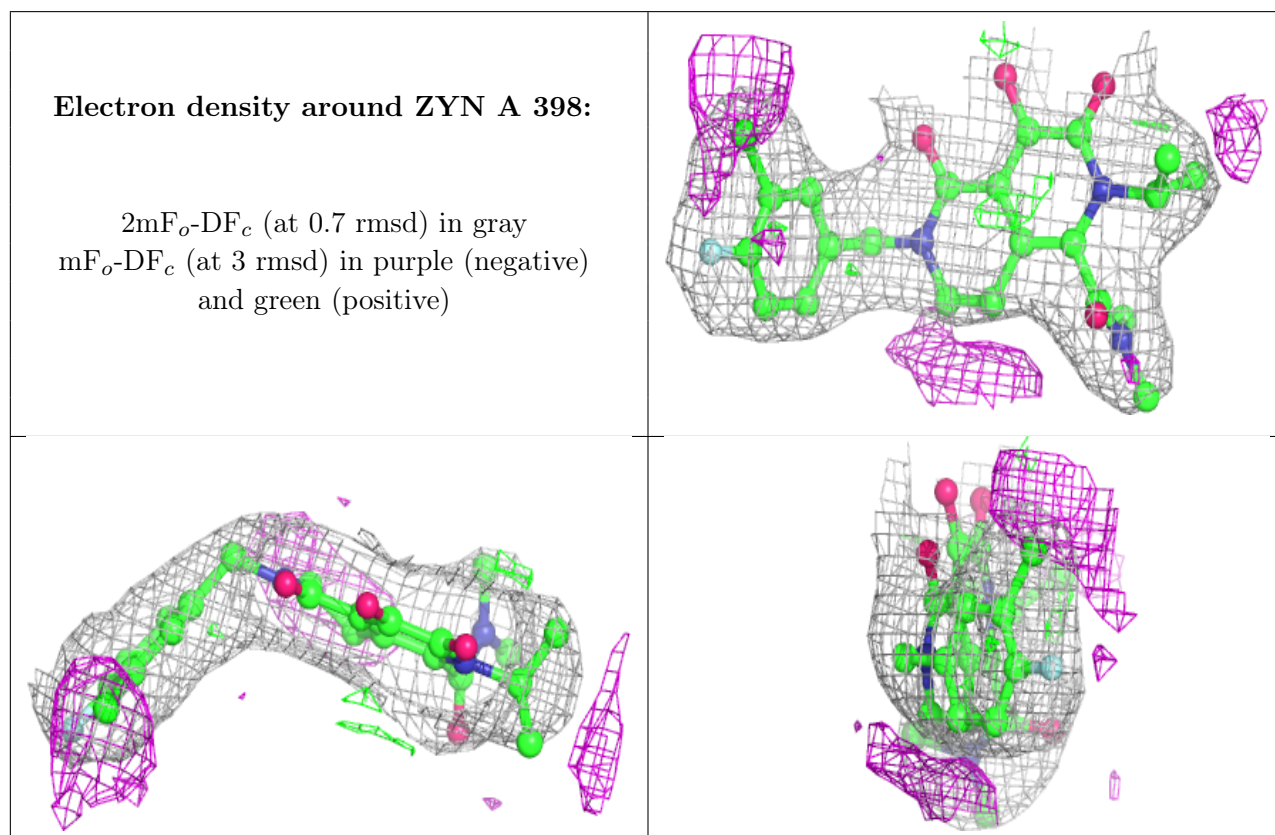 Electron density around ZYN A 398:
2mFo-DFc (at 0.7 rmsd) in gray
mFo-DFc (at 3 rmsd) in purple (negative)
and green (positive)